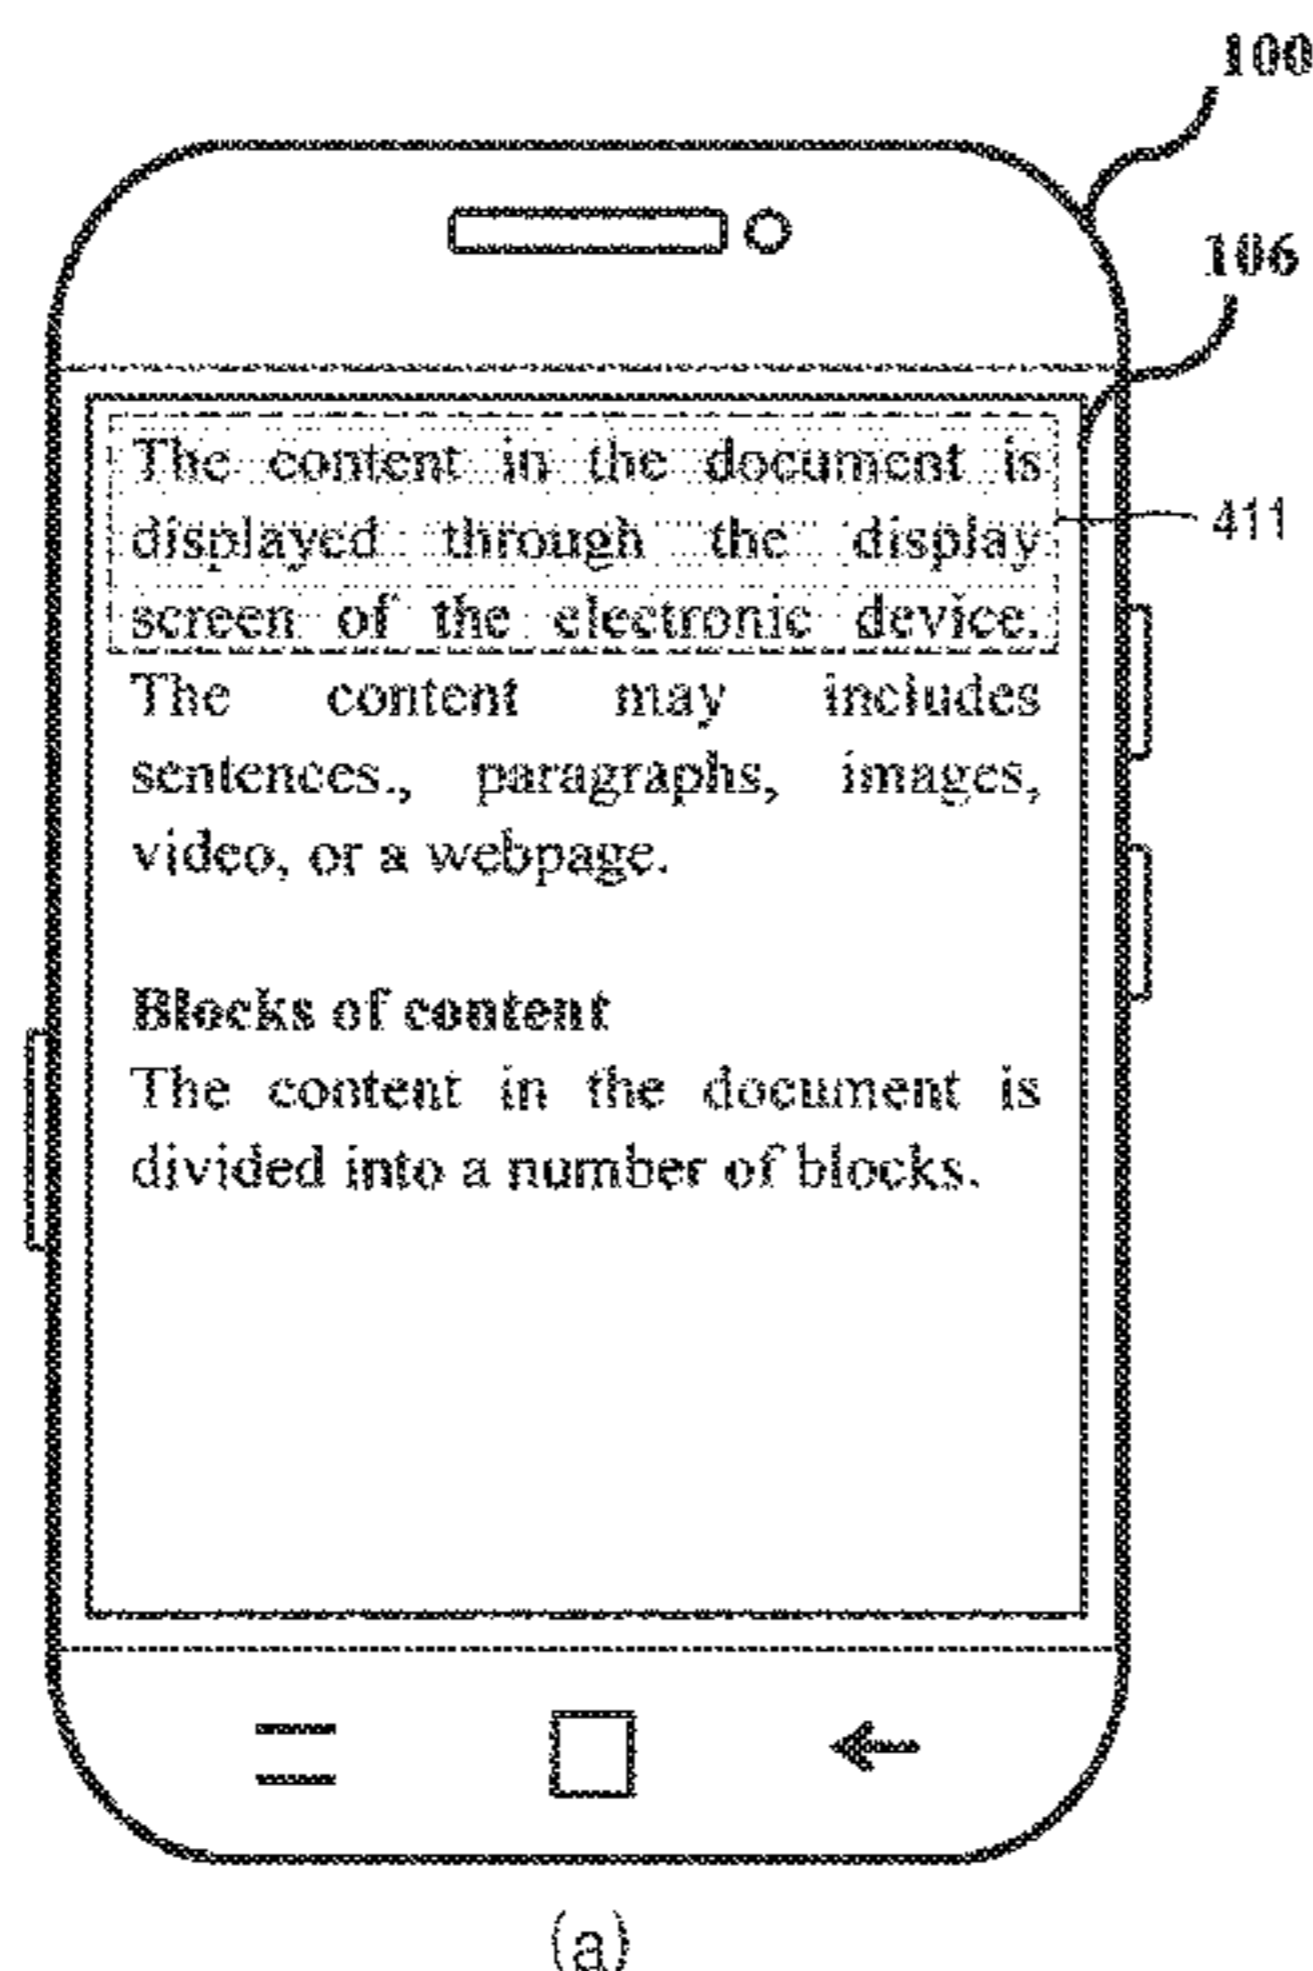 100
106
The content in the document is
displayed through the display
411
screen of the electronic device.
The content may includes
sentences., paragraphs, images,
video, or a webpage.
Blocks of content
The content in the document is
divided into a number of blocks.
(a)